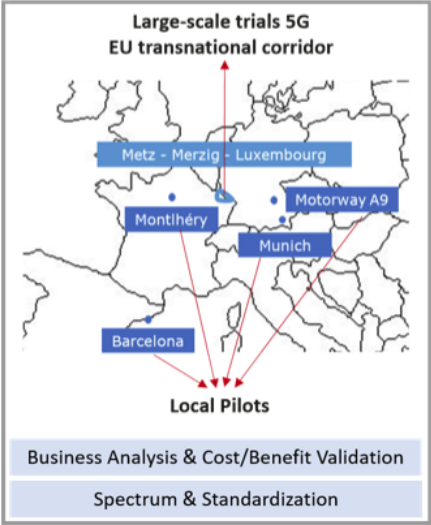 Large-scale trials 5G
EU transnational corridor
Metz - Merzig - Luxembourg
Motorway A9
Montlhéry
Munich
Barcelona
Local Pilots
Business Analysis & Cost/Benefit Validation
Spectrum & Standardization